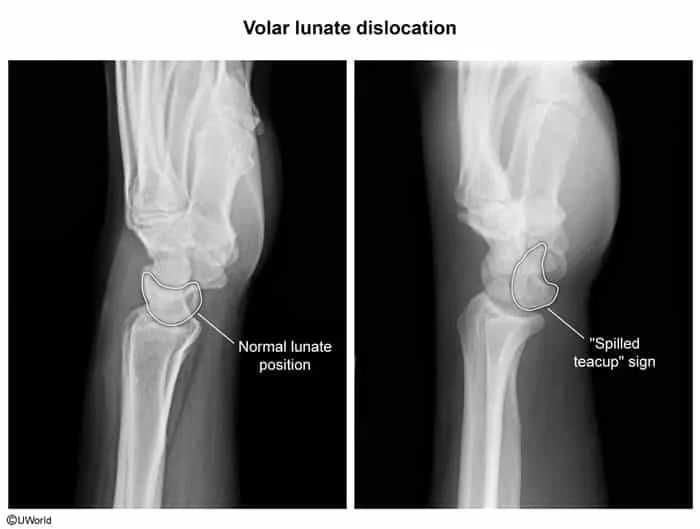 Volar lunate dislocation
Normal lunate
position
"Spilled
teacup" sign
©UWorld